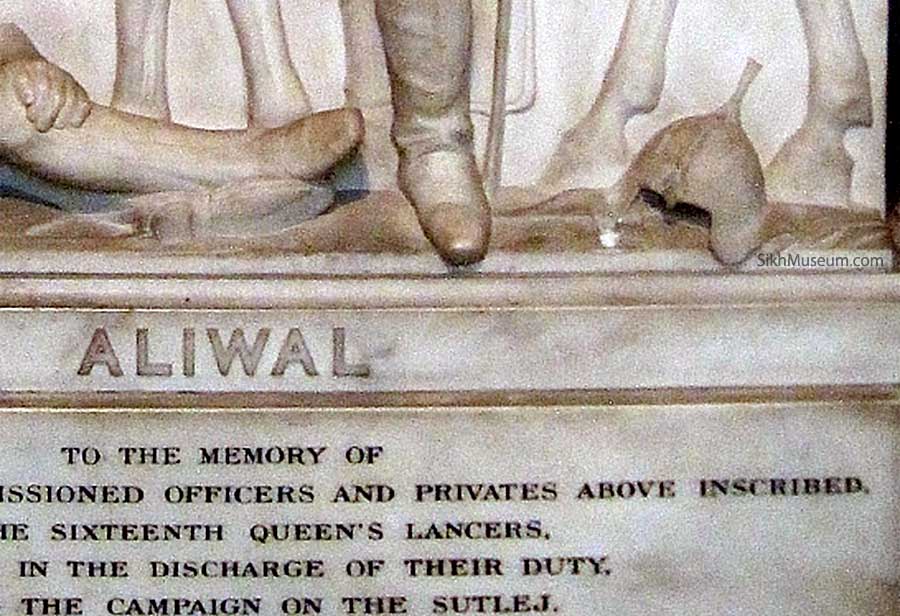 SikhMuseum.com
ALIWAL
TO THE MEMORY OF
ISSIONED OFFICERS AND PRIVATES ABOVE INSCRIBED,
HE SIXTEENTH QUEEN'S LANCERS,
IN THE DISCHARGE OF THEIR DUTY,
THE CAMPAIGN ON THE SUTLEJ.